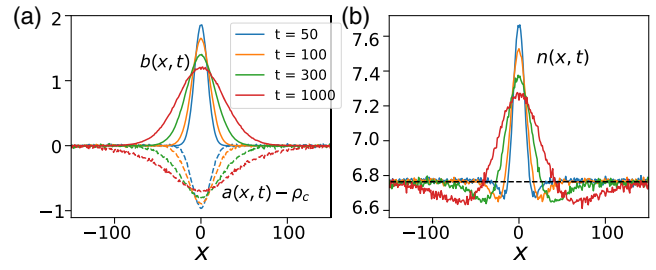 (a)
2
1
0
−1
b(x, t)
a(x, t) − ρc
t = 50
t = 100
t = 300
t = 1000
−100
0
100
x
(b)
7.6
7.4
7.2
7.0
6.8
6.6
n(x, t)
−100
0
100
x